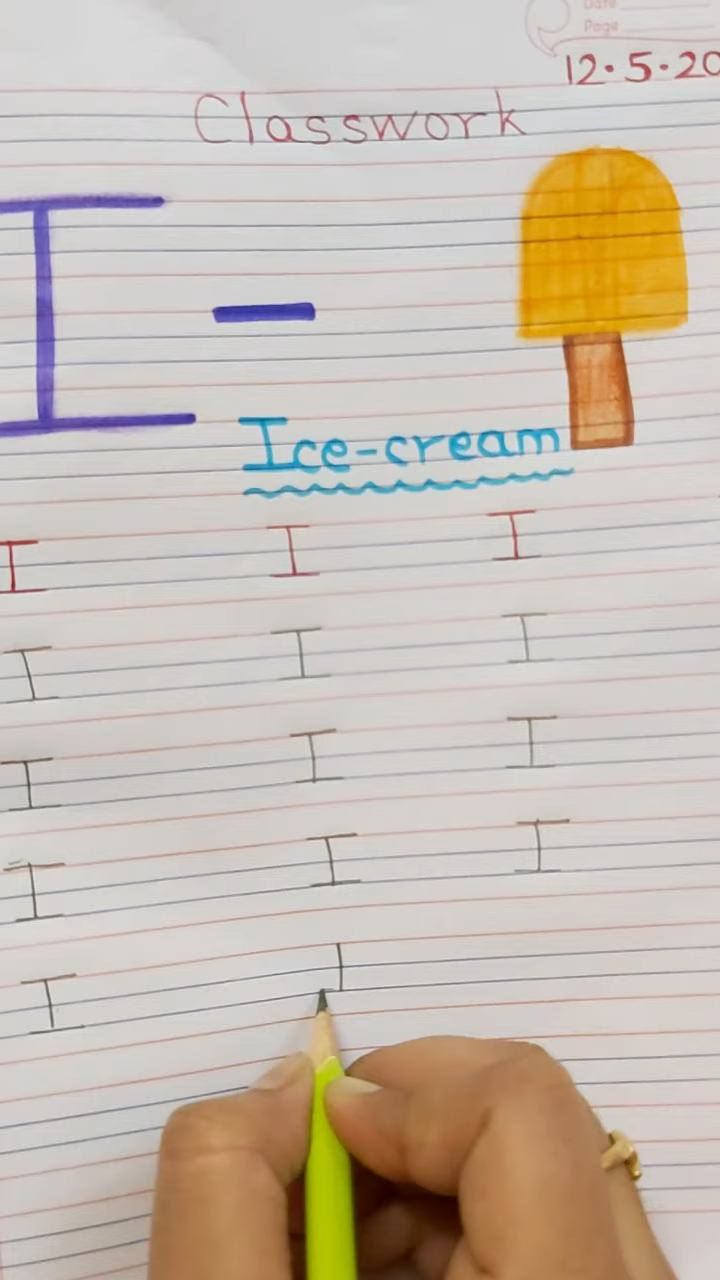 Date
Page
12.5.20
Classwork
I -
Ice-cream
I I I
I I I
I I I
I I I
I